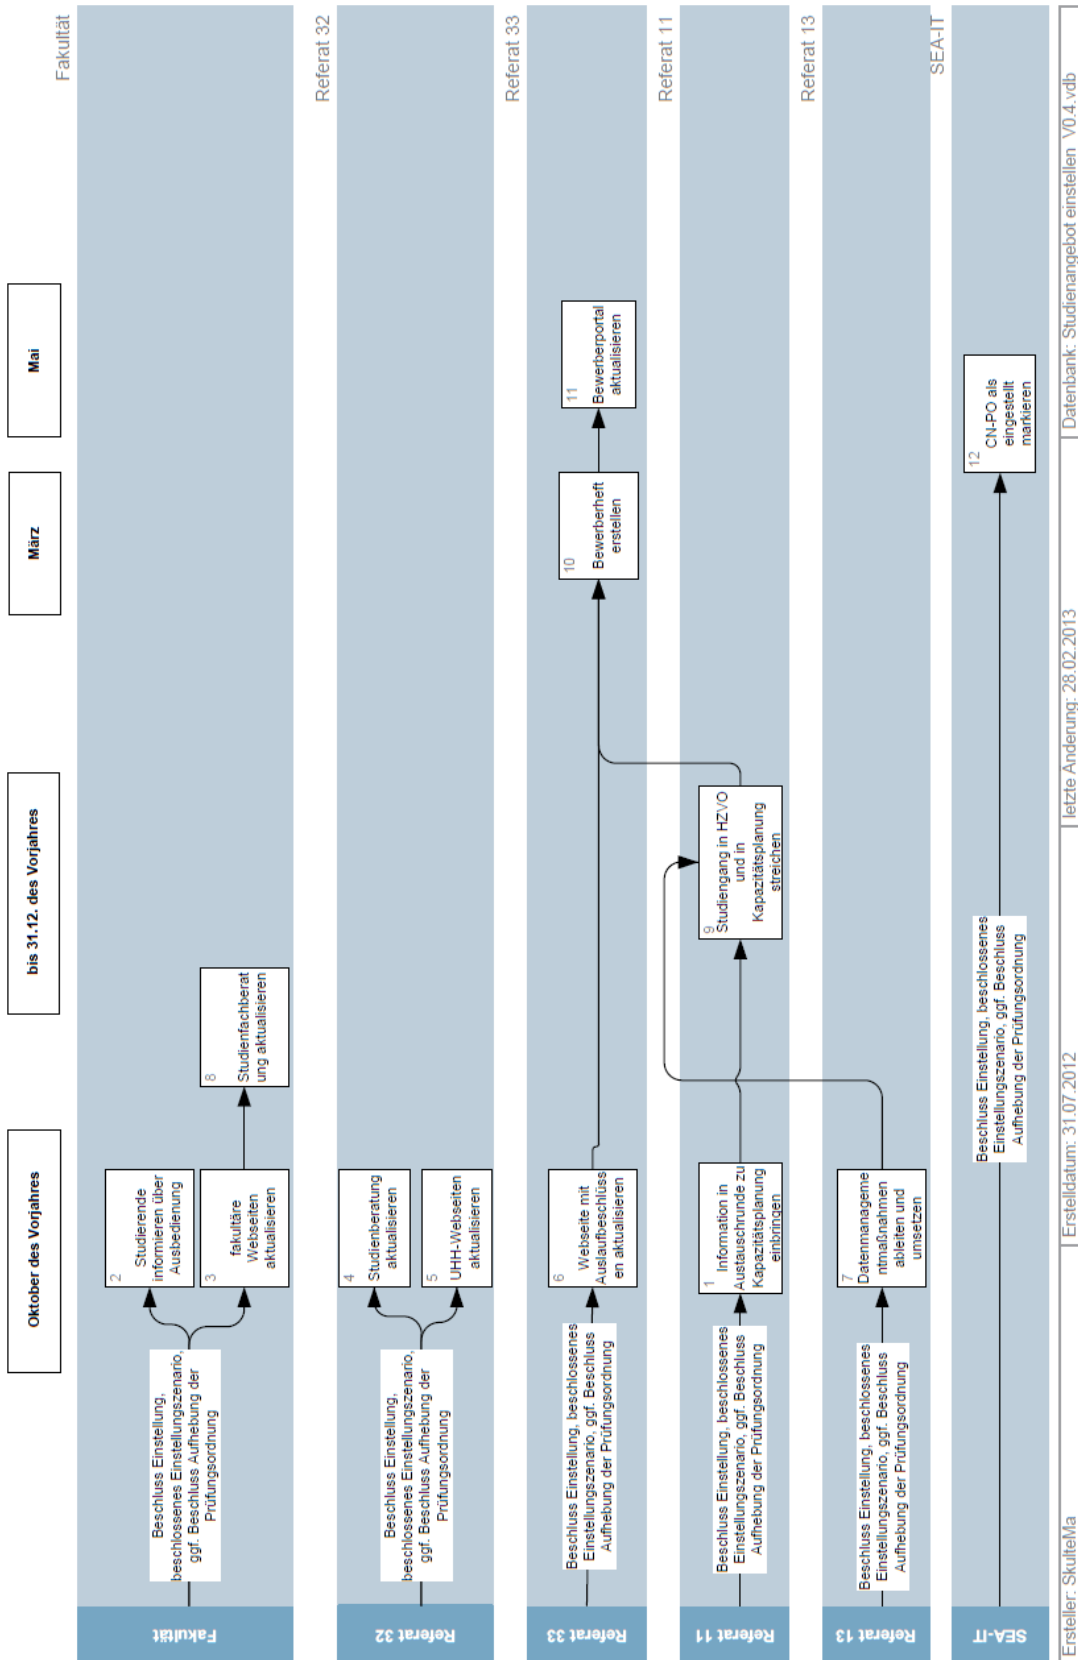 Oktober des Vorjahres
bis 31.12. des Vorjahres
März
Mai
Fakultät
Fakultät
Beschluss Einstellung,
beschlossenes Einstellungszenario,
ggf. Beschluss Aufhebung der
Prüfungsordnung
2
Studierende
informieren über
Ausbedienung
3
fakultäre
Webseiten
aktualisieren
8
Studienfachberat
ung aktualisieren
Referat 32
Referat 32
Beschluss Einstellung,
beschlossenes Einstellungszenario,
ggf. Beschluss Aufhebung der
Prüfungsordnung
4
Studienberatung
aktualisieren
5
UHH-Webseiten
aktualisieren
Referat 33
Referat 33
Beschluss Einstellung, beschlossenes
Einstellungszenario, ggf. Beschluss
Aufhebung der Prüfungsordnung
6
Webseite mit
Auslaufbeschlüss
en aktualisieren
10
Bewerberheft
erstellen
11
Bewerberportal
aktualisieren
Referat 11
Referat 11
Beschluss Einstellung, beschlossenes
Einstellungszenario, ggf. Beschluss
Aufhebung der Prüfungsordnung
1
Information in
Austauschrunde zu
Kapazitätsplanung
einbringen
9
Studiengang in HZVO
und in
Kapazitätsplanung
streichen
Referat 13
Referat 13
Beschluss Einstellung, beschlossenes
Einstellungszenario, ggf. Beschluss
Aufhebung der Prüfungsordnung
7
Datenmanageme
ntmaßnahmen
ableiten und
umsetzen
SEA-IT
SEA-IT
Beschluss Einstellung, beschlossenes
Einstellungszenario, ggf. Beschluss
Aufhebung der Prüfungsordnung
12
CN-PO als
eingestellt
markieren
Ersteller: SkulteMa
Erstelldatum: 31.07.2012
letzte Änderung: 28.02.2013
Datenbank: Studienangebot einstellen V0.4.vdb